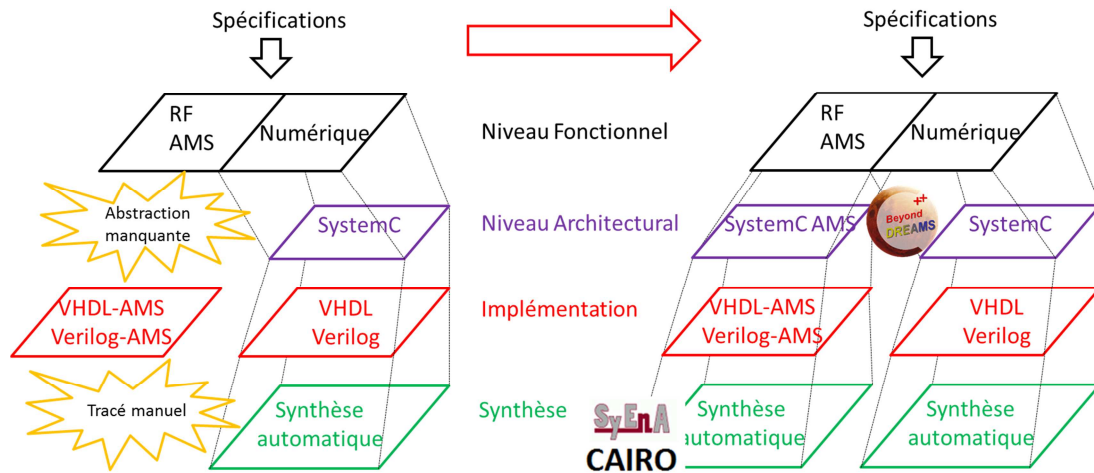 Spécifications
Spécifications
RF
AMS
Numérique
Niveau Fonctionnel
RF
AMS
Numérique
Abstraction
manquante
SystemC
Niveau Architectural
SystemC AMS
++
Beyond
DREAMS
SystemC
VHDL-AMS
Verilog-AMS
VHDL
Verilog
Implémentation
VHDL-AMS
Verilog-AMS
VHDL
Verilog
Tracé manuel
Synthèse
automatique
Synthèse
SyEnA
CAIRO
Synthèse
automatique
Synthèse
automatique